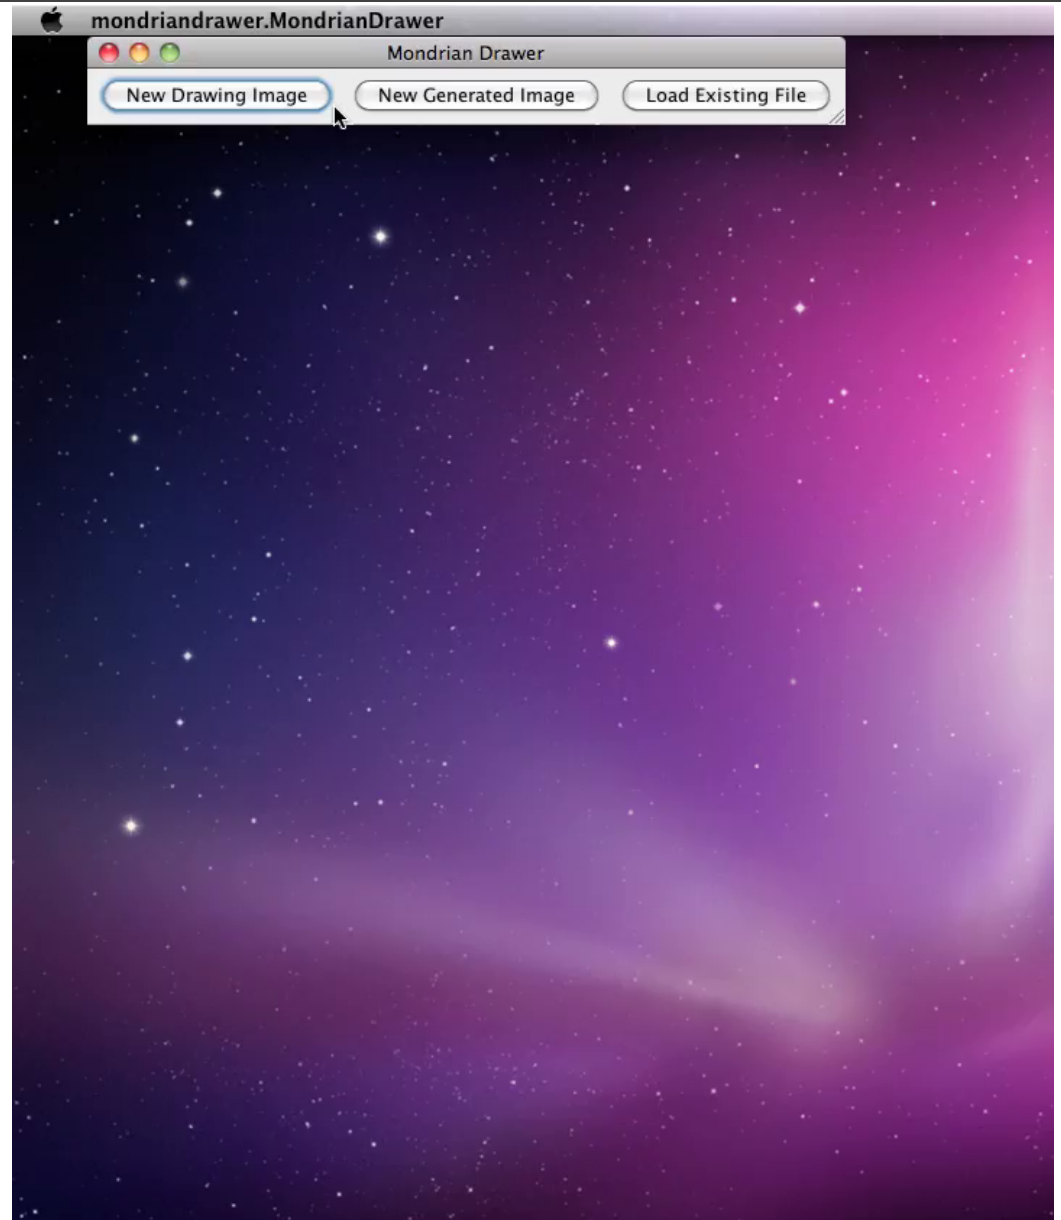 mondriandrawer.MondrianDrawer
Mondrian Drawer
New Drawing Image New Generated Image Load Existing File